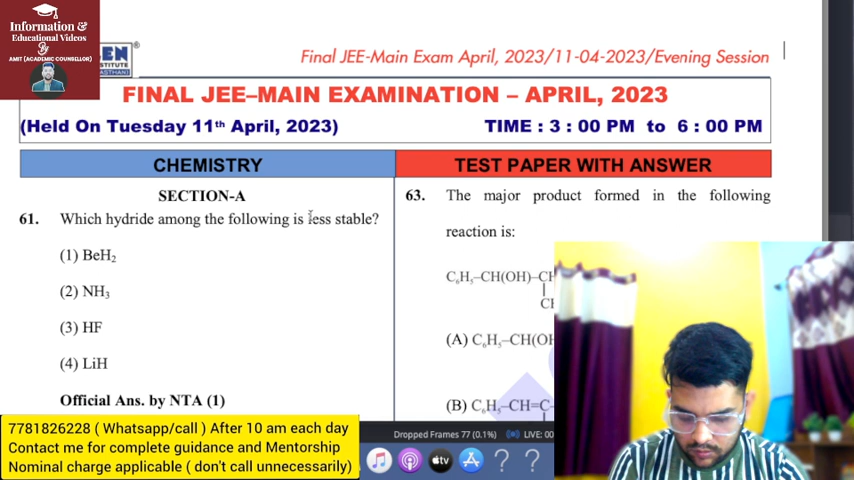 Information &
Educational Videos
By
AMIT (ACADEMIC COUNSELLOR)
EN
®
STITUTE
Final JEE-Main Exam April, 2023/11-04-2023/Evening Session
FINAL JEE–MAIN EXAMINATION – APRIL, 2023
(Held On Tuesday 11th April, 2023)
TIME : 3 : 00 PM to 6 : 00 PM
CHEMISTRY
TEST PAPER WITH ANSWER
SECTION-A
61. Which hydride among the following is less stable?
(1) BeH₂
(2) NH₃
(3) HF
(4) LiH
Official Ans. by NTA (1)
63. The major product formed in the following
reaction is:
C₆H₅–CH(OH)–CH
(A) C₆H₅–CH(OH
(B) C₆H₅–CH=C–
7781826228 ( Whatsapp/call ) After 10 am each day
Contact me for complete guidance and Mentorship
Nominal charge applicable ( don't call unnecessarily)
Dropped Frames 77 (0.1%)
LIVE: 00
tv